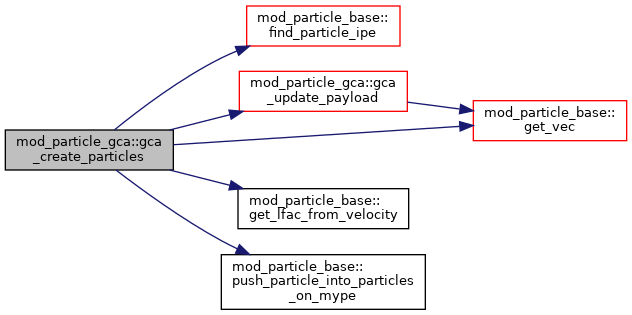 mod_particle_base::
find_particle_ipe
mod_particle_gca::gca
_update_payload
mod_particle_base::
get_vec
mod_particle_gca::gca
_create_particles
mod_particle_base::
get_lfac_from_velocity
mod_particle_base::
push_particle_into_particles
_on_mype